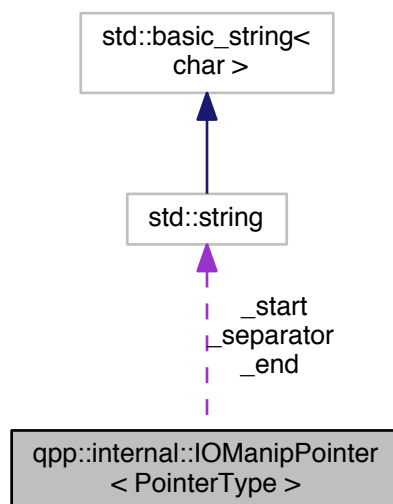 std::basic_string<
char >
std::string
_start
_separator
_end
qpp::internal::IOManipPointer
< PointerType >